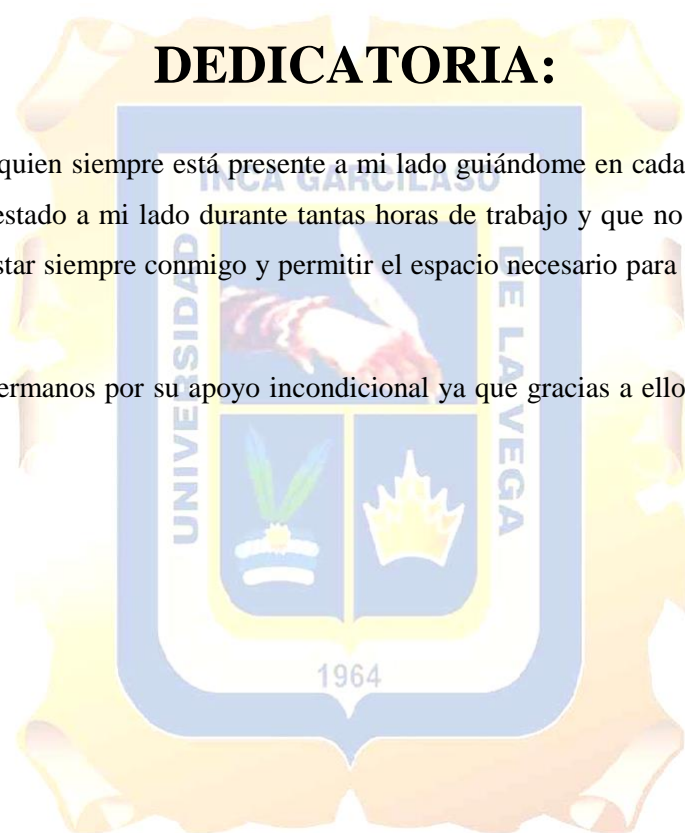 DEDICATORIA:
quien siempre está presente a mi lado guiándome en cada
INCA GARCILASO
estado a mi lado durante tantas horas de trabajo y que no
star siempre conmigo y permitir el espacio necesario para
UNIVERSIDAD
DE LA VEGA
ermanos por su apoyo incondicional ya que gracias a ello
1964